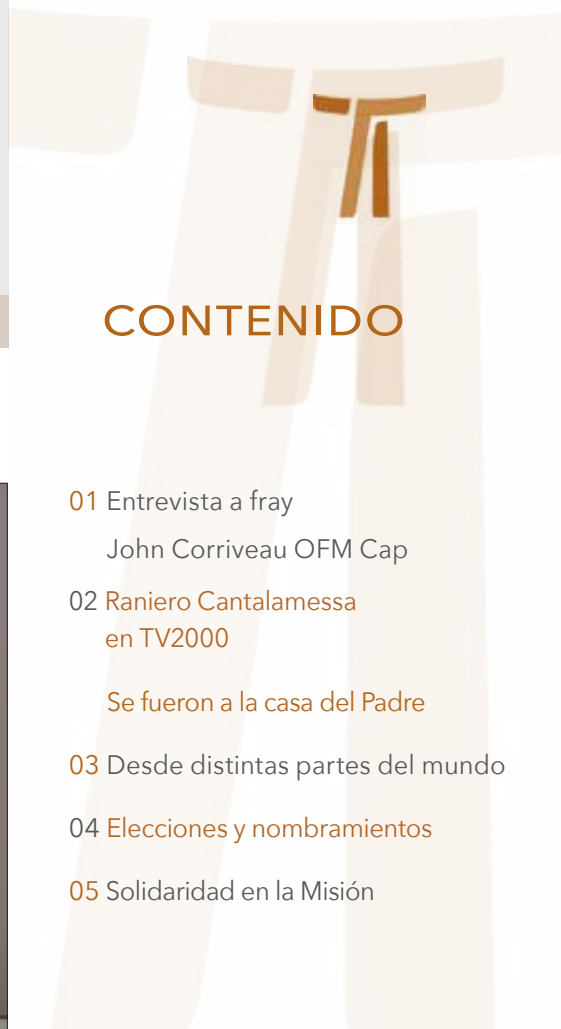 CONTENIDO
01 Entrevista a fray
John Corriveau OFM Cap
02 Raniero Cantalamessa
en TV2000
Se fueron a la casa del Padre
03 Desde distintas partes del mundo
04 Elecciones y nombramientos
05 Solidaridad en la Misión